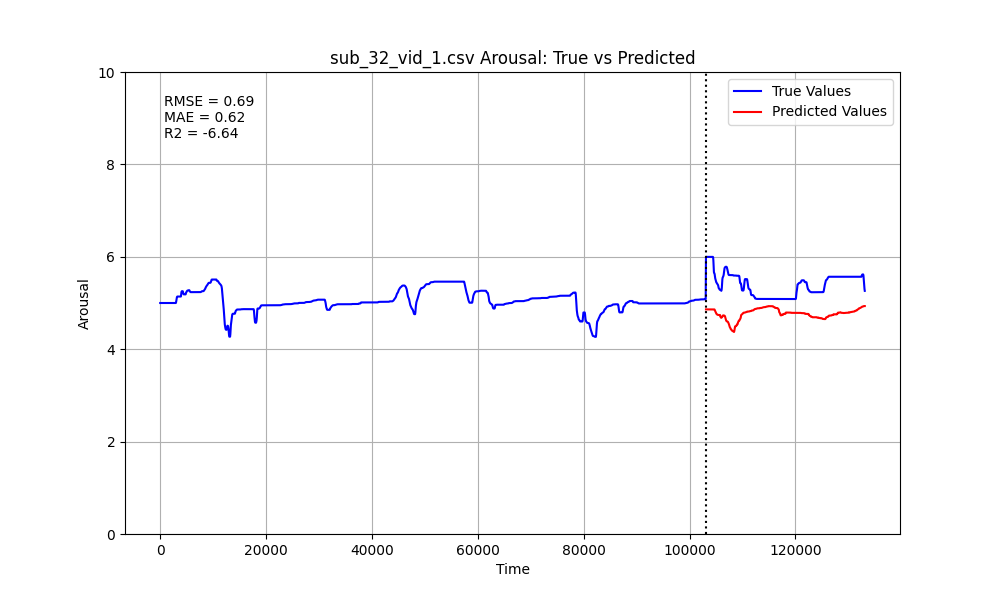 sub_32_vid_1.csv Arousal: True vs Predicted
RMSE = 0.69
MAE = 0.62
R2 = -6.64
True Values
Predicted Values
Arousal
10
8
6
4
2
0
0
20000
40000
60000
80000
100000
120000
Time